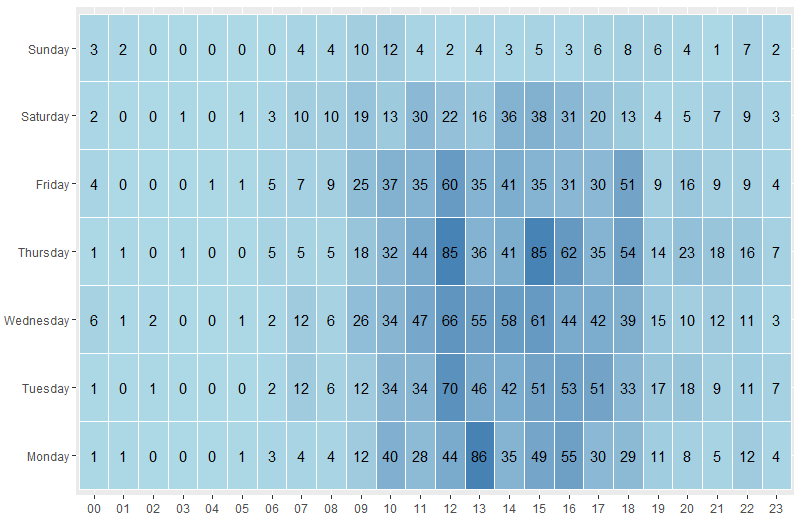 Sunday 3 2 0 0 0 0 0 4 4 10 12 4 2 4 3 5 3 6 8 6 4 1 7 2
Saturday 2 0 0 1 0 1 3 10 10 19 13 30 22 16 36 38 31 20 13 4 5 7 9 3
Friday 4 0 0 0 1 1 5 7 9 25 37 35 60 35 41 35 31 30 51 9 16 9 9 4
Thursday 1 1 0 1 0 0 5 5 5 18 32 44 85 36 41 85 62 35 54 14 23 18 16 7
Wednesday 6 1 2 0 0 1 2 12 6 26 34 47 66 55 58 61 44 42 39 15 10 12 11 3
Tuesday 1 0 1 0 0 0 2 12 6 12 34 34 70 46 42 51 53 51 33 17 18 9 11 7
Monday 1 1 0 0 0 1 3 4 4 12 40 28 44 86 35 49 55 30 29 11 8 5 12 4
00 01 02 03 04 05 06 07 08 09 10 11 12 13 14 15 16 17 18 19 20 21 22 23